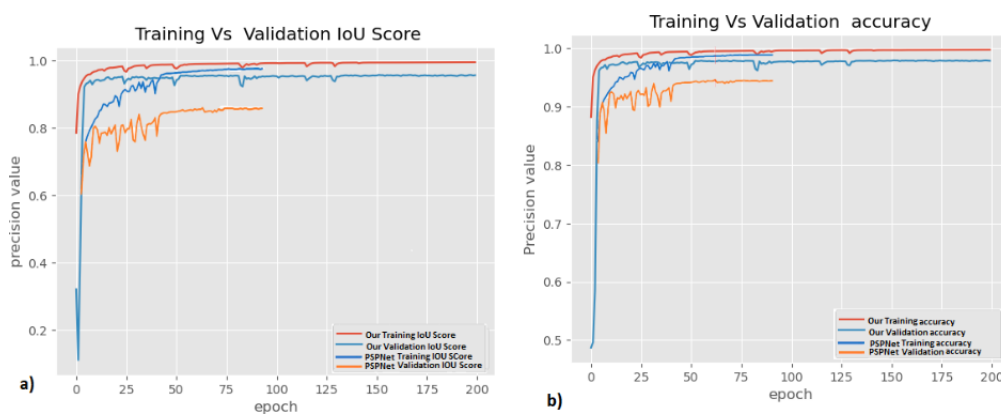 Training Vs  Validation IoU Score
precision value
1.0
0.8
0.6
0.4
0.2
0 25 50 75 100 125 150 175 200
epoch
Our Training IoU Score
Our Validation IoU Score
PSPNet Training IOU SCore
PSPNet Validation IOU Score
a)
Training Vs Validation  accuracy
Precision value
1.0
0.9
0.8
0.7
0.6
0.5
0 25 50 75 100 125 150 175 200
epoch
Our Training accuracy
Our Validation accuracy
PSPNet Training accuracy
PSPNet Validation accuracy
b)